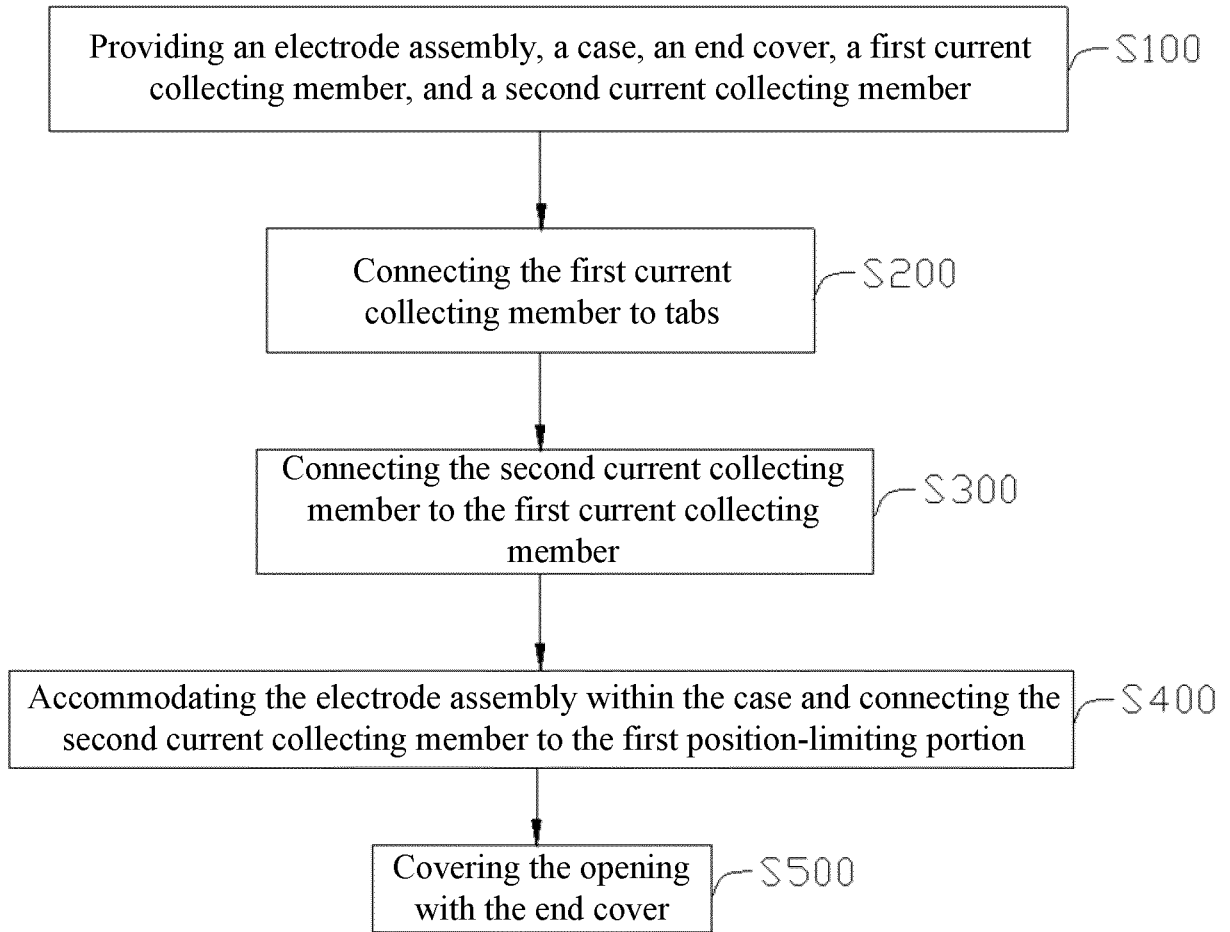 Providing an electrode assembly, a case, an end cover, a first current
collecting member, and a second current collecting member
S100
Connecting the first current
collecting member to tabs
S200
Connecting the second current collecting
member to the first current collecting
member
S300
Accommodating the electrode assembly within the case and connecting the
second current collecting member to the first position-limiting portion
S400
Covering the opening
with the end cover
S500